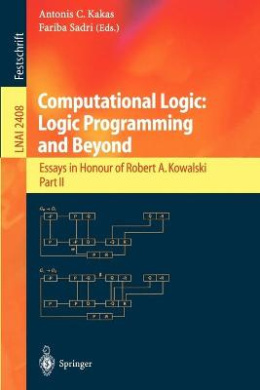 Antonis C. Kakas
Fariba Sadri (Eds.)
Festschrift
LNAI 2408
Computational Logic:
Logic Programming
and Beyond
Essays in Honour of Robert A. Kowalski
Part II
Springer